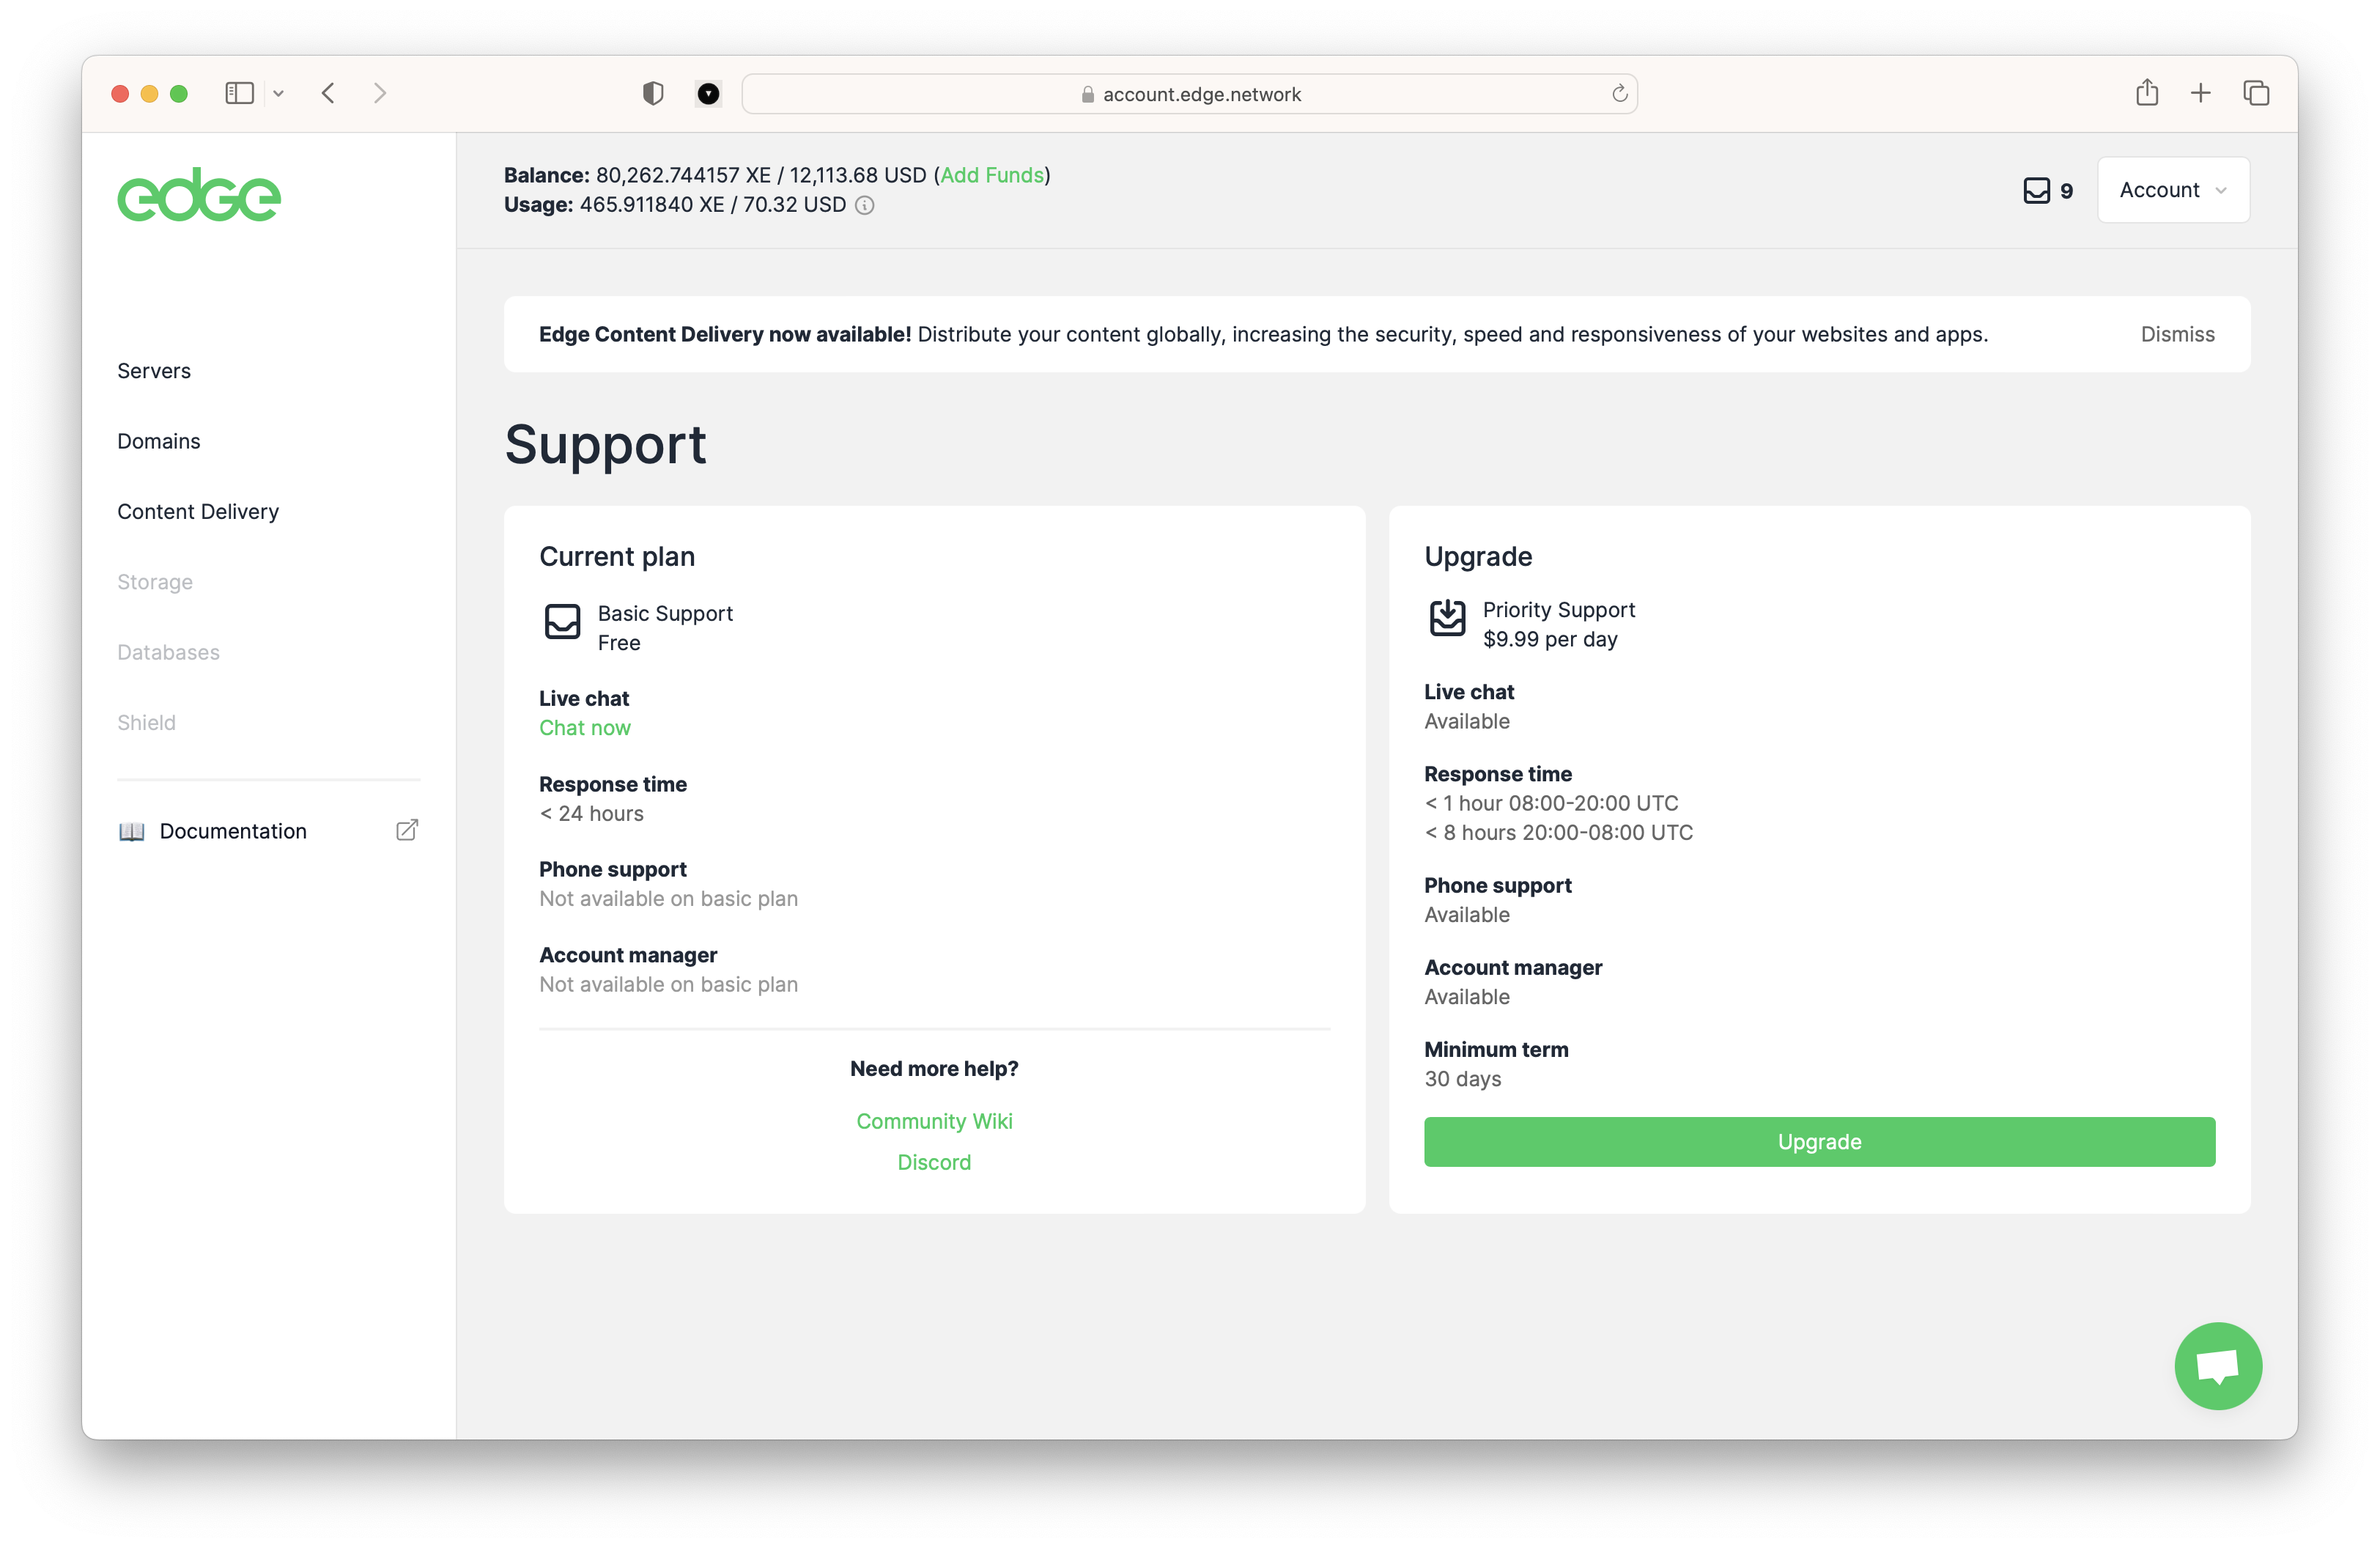 account.edge.network
edge
Balance: 80,262.744157 XE / 12,113.68 USD (Add Funds)
Usage: 465.911840 XE / 70.32 USD
9
Account
Servers
Domains
Content Delivery
Storage
Databases
Shield
Documentation
Edge Content Delivery now available! Distribute your content globally, increasing the security, speed and responsiveness of your websites and apps.
Dismiss
Support
Current plan
Basic Support
Free
Live chat
Chat now
Response time
< 24 hours
Phone support
Not available on basic plan
Account manager
Not available on basic plan
Need more help?
Community Wiki
Discord
Upgrade
Priority Support
$9.99 per day
Live chat
Available
Response time
< 1 hour 08:00-20:00 UTC
< 8 hours 20:00-08:00 UTC
Phone support
Available
Account manager
Available
Minimum term
30 days
Upgrade